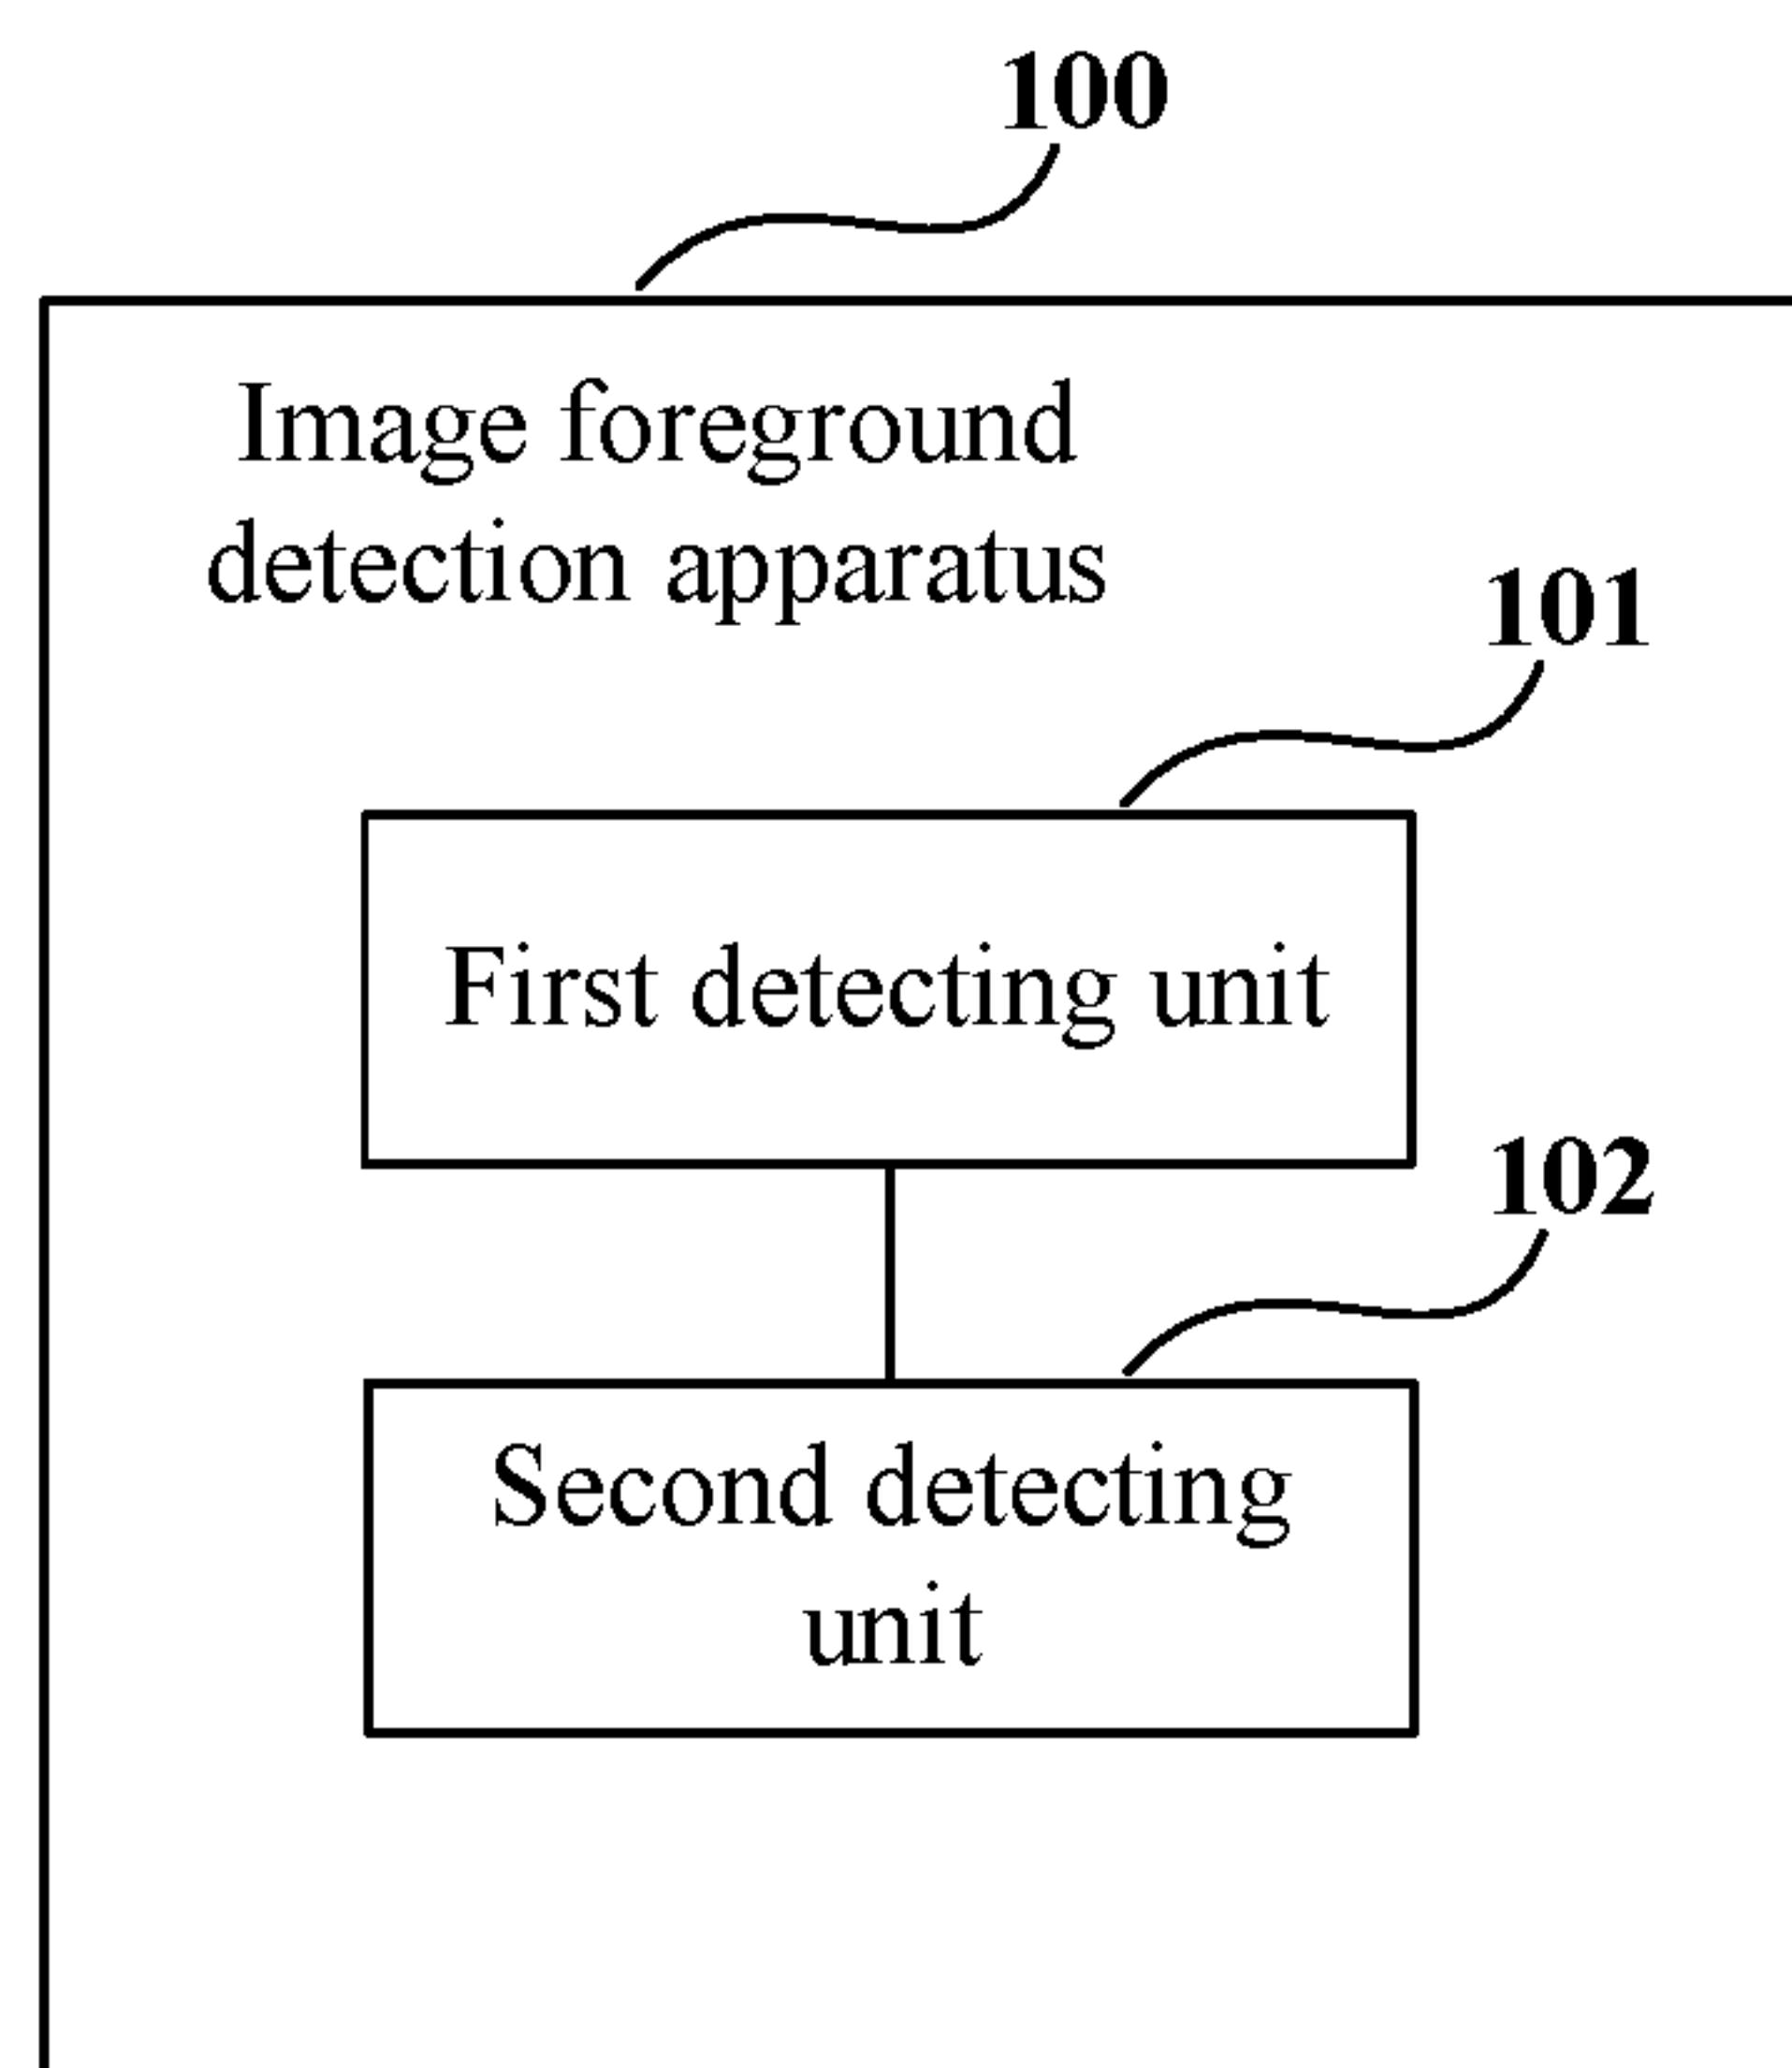 100
Image foreground
detection apparatus
101
First detecting unit
102
Second detecting
unit